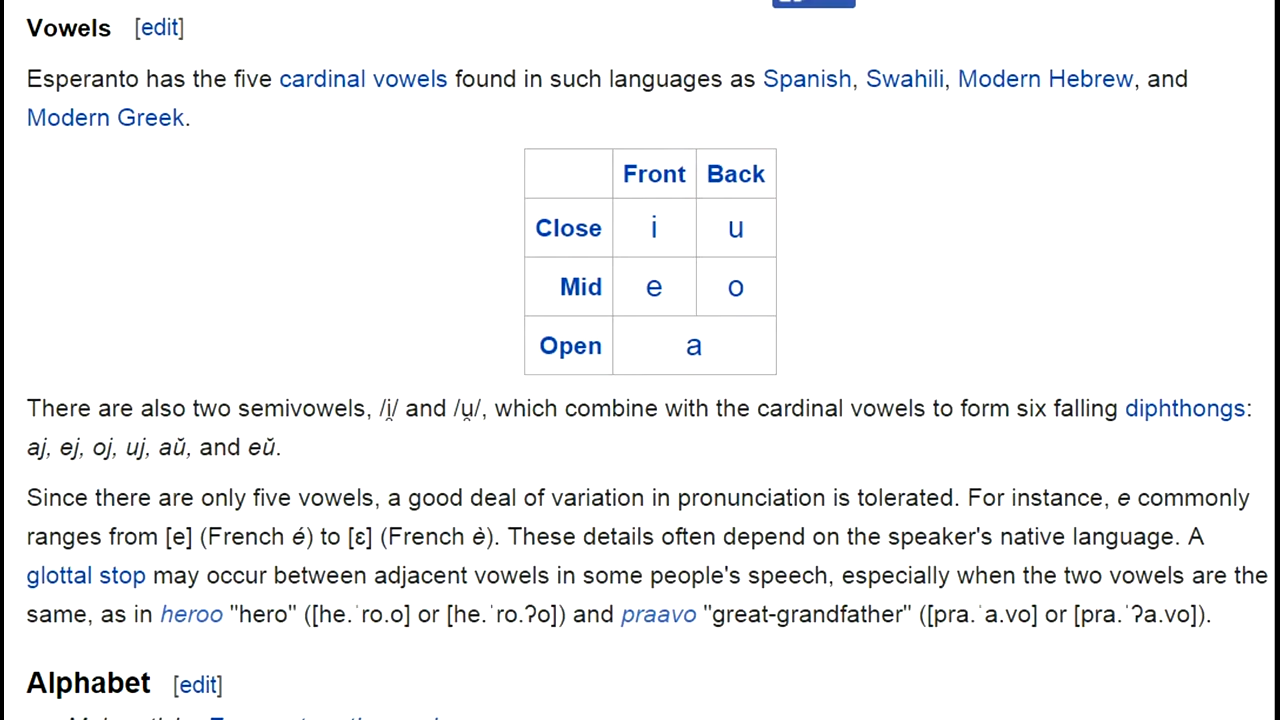 Vowels [edit]
Esperanto has the five cardinal vowels found in such languages as Spanish, Swahili, Modern Hebrew, and
Modern Greek.
Front Back
Close i u
Mid e o
Open a
There are also two semivowels, /i̯/ and /u̯/, which combine with the cardinal vowels to form six falling diphthongs:
aj, ej, oj, uj, aŭ, and eŭ.
Since there are only five vowels, a good deal of variation in pronunciation is tolerated. For instance, e commonly
ranges from [e] (French é) to [ɛ] (French è). These details often depend on the speaker's native language. A
glottal stop may occur between adjacent vowels in some people's speech, especially when the two vowels are the
same, as in heroo "hero" ([he.ˈro.o] or [he.ˈro.ʔo]) and praavo "great-grandfather" ([pra.ˈa.vo] or [pra.ˈʔa.vo]).
Alphabet [edit]